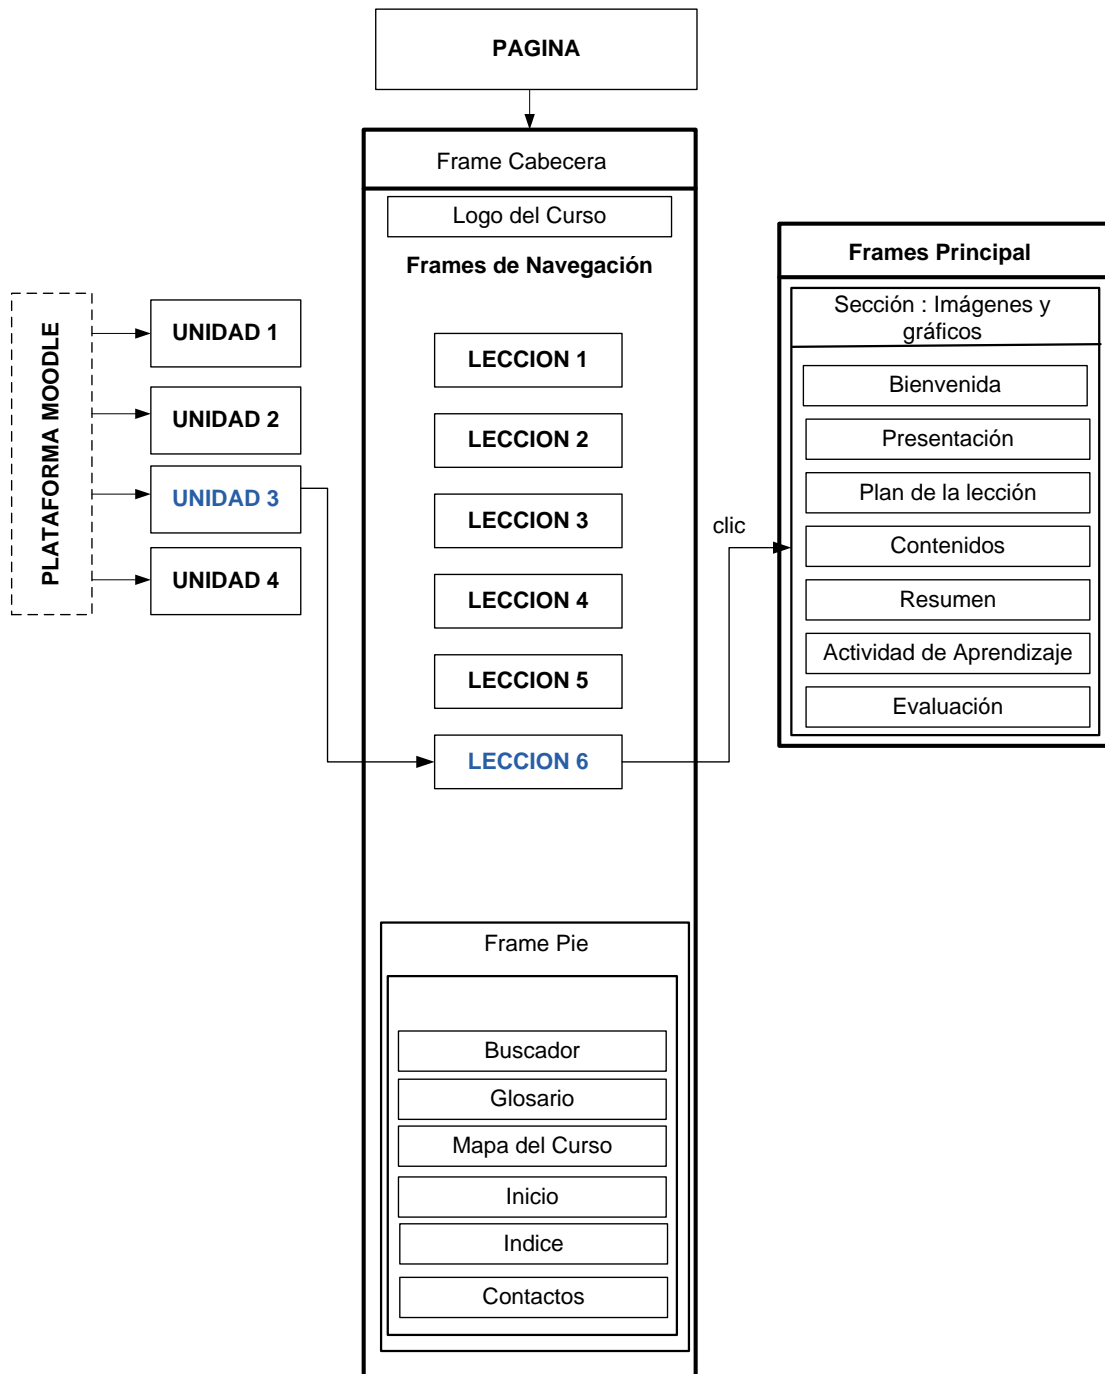 PAGINA
Frame Cabecera
Logo del Curso
Frames de Navegación
PLATAFORMA MOODLE
UNIDAD 1
UNIDAD 2
UNIDAD 3
UNIDAD 4
LECCION 1
LECCION 2
LECCION 3
LECCION 4
LECCION 5
LECCION 6
clic
Frames Principal
Sección : Imágenes y
gráficos
Bienvenida
Presentación
Plan de la lección
Contenidos
Resumen
Actividad de Aprendizaje
Evaluación
Frame Pie
Buscador
Glosario
Mapa del Curso
Inicio
Indice
Contactos